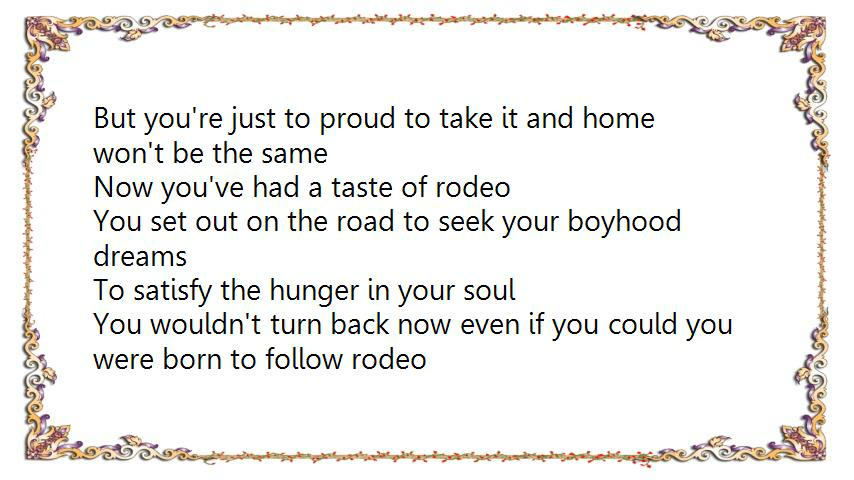 But you're just to proud to take it and home
won't be the same
Now you've had a taste of rodeo
You set out on the road to seek your boyhood
dreams
To satisfy the hunger in your soul
You wouldn't turn back now even if you could you
were born to follow rodeo